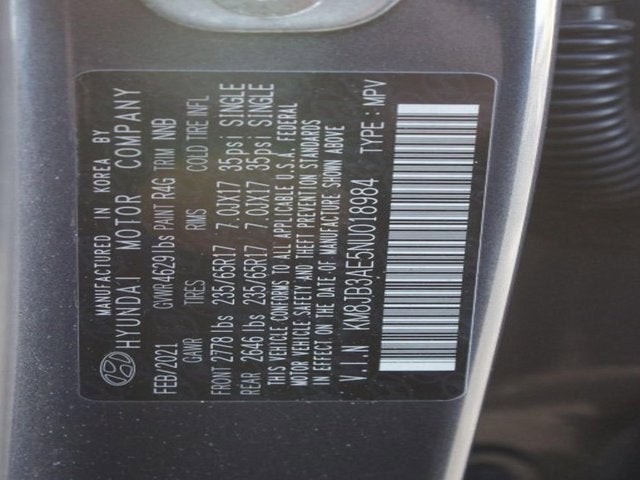 MANUFACTURED IN KOREA BY
HYUNDAI MOTOR COMPANY
FEB/2021 GVWR 4629lbs PAINT R4G TRIM NNB
GAWR TIRES RIMS COLD TIRE INFL
FRONT 2778 lbs 235/65R17 7.0JX17 35psi SINGLE
REAR 2646 lbs 235/65R17 7.0JX17 35psi SINGLE
THIS VEHICLE CONFORMS TO ALL APPLICABLE U.S.A. FEDERAL
MOTOR VEHICLE SAFETY AND THEFT PREVENTION STANDARDS
IN EFFECT ON THE DATE OF MANUFACTURE SHOWN ABOVE
V.I.N KM8JB3AE5NU018984 TYPE : MPV